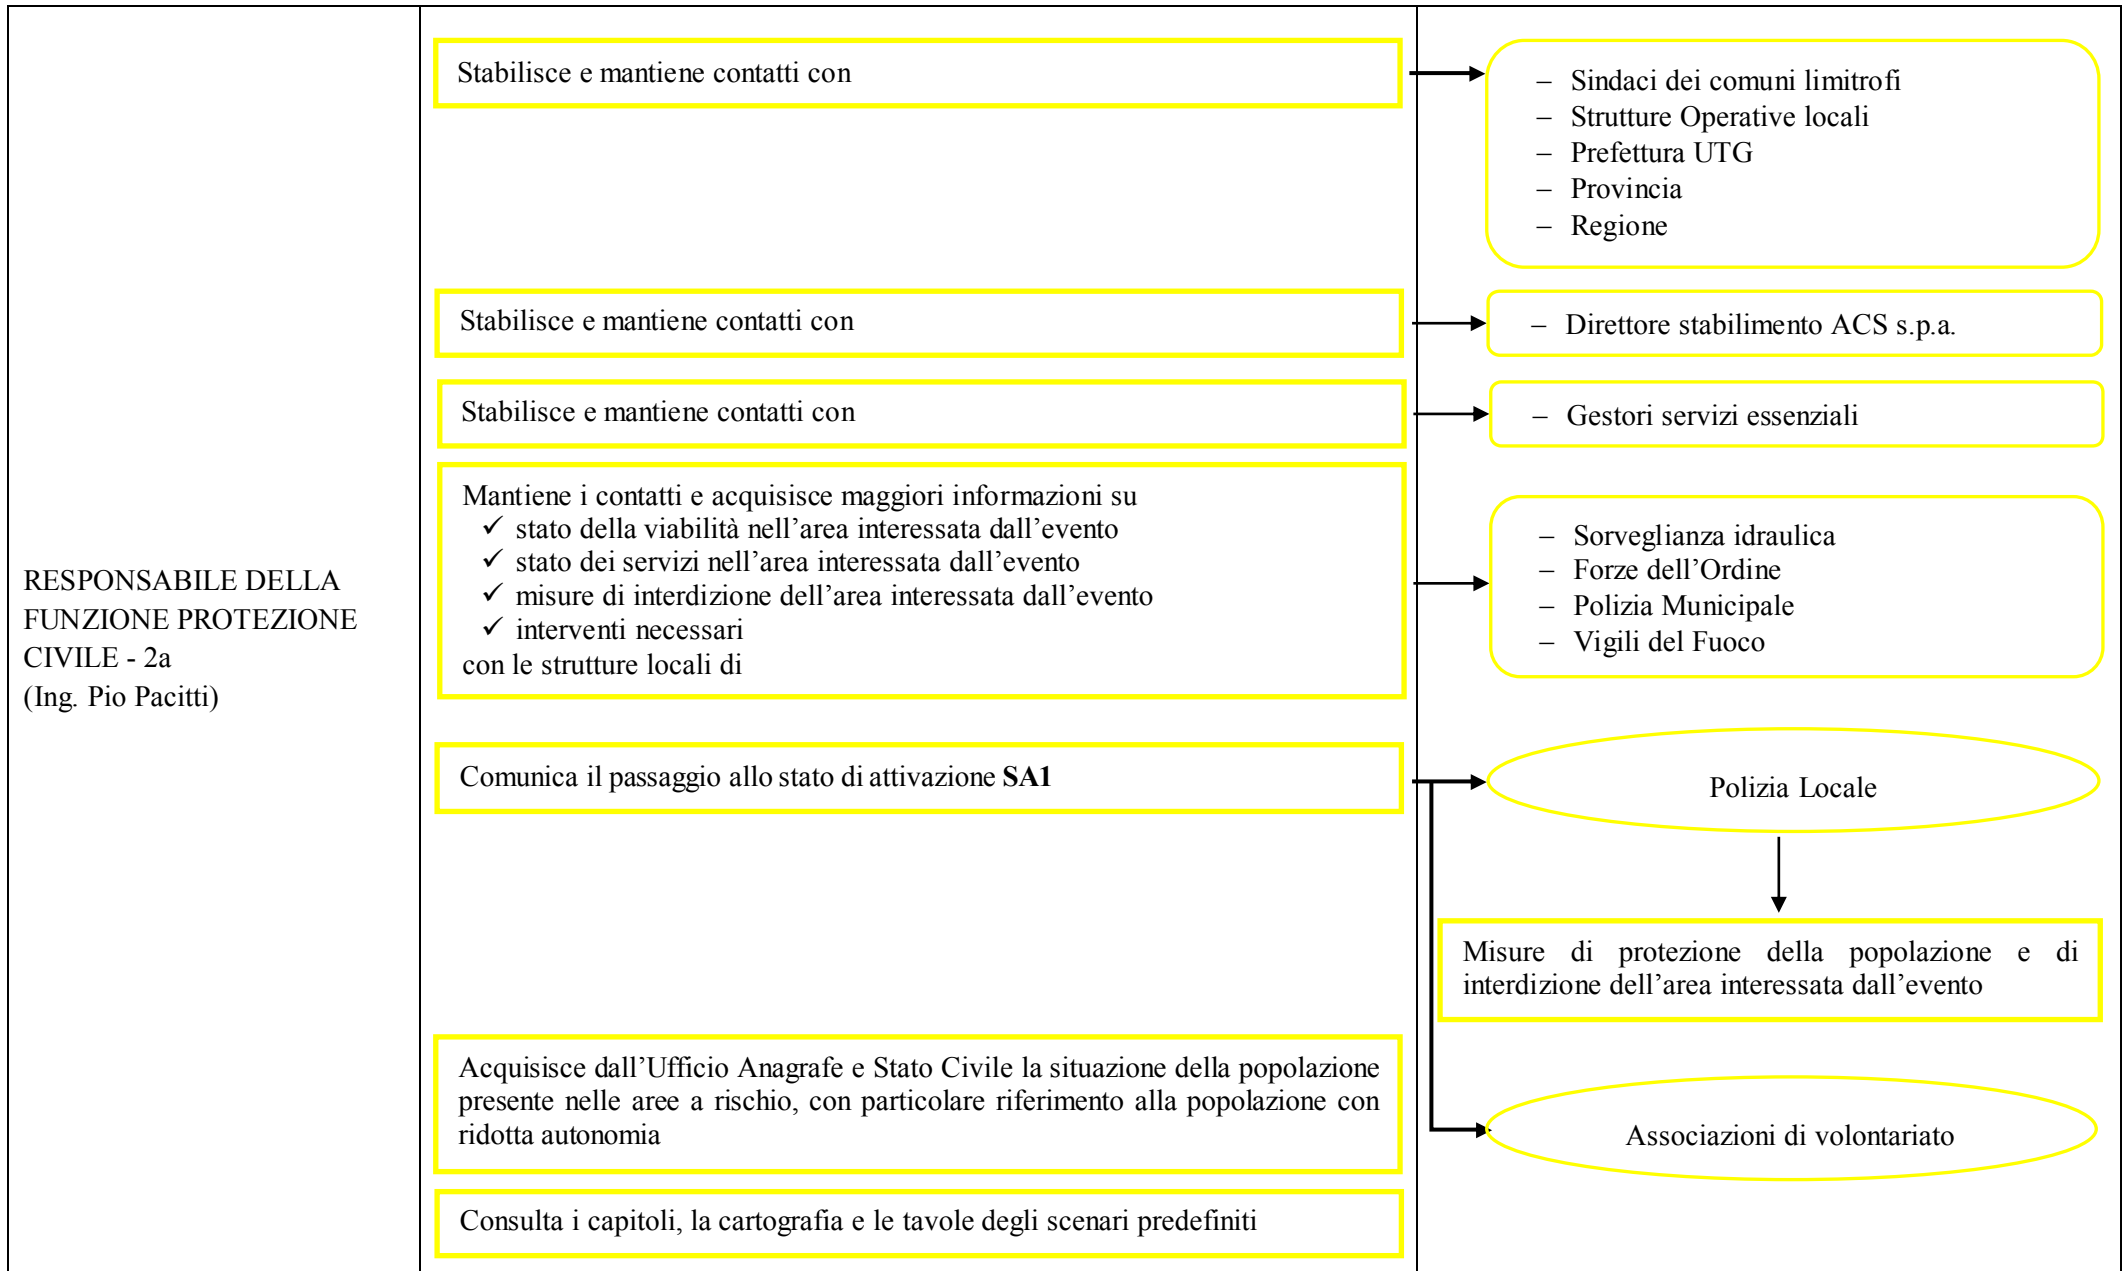 RESPONSABILE DELLA
FUNZIONE PROTEZIONE
CIVILE - 2a
(Ing. Pio Pacitti)
Stabilisce e mantiene contatti con
– Sindaci dei comuni limitrofi
– Strutture Operative locali
– Prefettura UTG
– Provincia
– Regione
Stabilisce e mantiene contatti con
– Direttore stabilimento ACS s.p.a.
Stabilisce e mantiene contatti con
– Gestori servizi essenziali
Mantiene i contatti e acquisisce maggiori informazioni su
✓ stato della viabilità nell’area interessata dall’evento
✓ stato dei servizi nell’area interessata dall’evento
✓ misure di interdizione dell’area interessata dall’evento
✓ interventi necessari
con le strutture locali di
– Sorveglianza idraulica
– Forze dell’Ordine
– Polizia Municipale
– Vigili del Fuoco
Comunica il passaggio allo stato di attivazione SA1
Polizia Locale
Misure di protezione della popolazione e di
interdizione dell’area interessata dall’evento
Associazioni di volontariato
Acquisisce dall’Ufficio Anagrafe e Stato Civile la situazione della popolazione
presente nelle aree a rischio, con particolare riferimento alla popolazione con
ridotta autonomia
Consulta i capitoli, la cartografia e le tavole degli scenari predefiniti